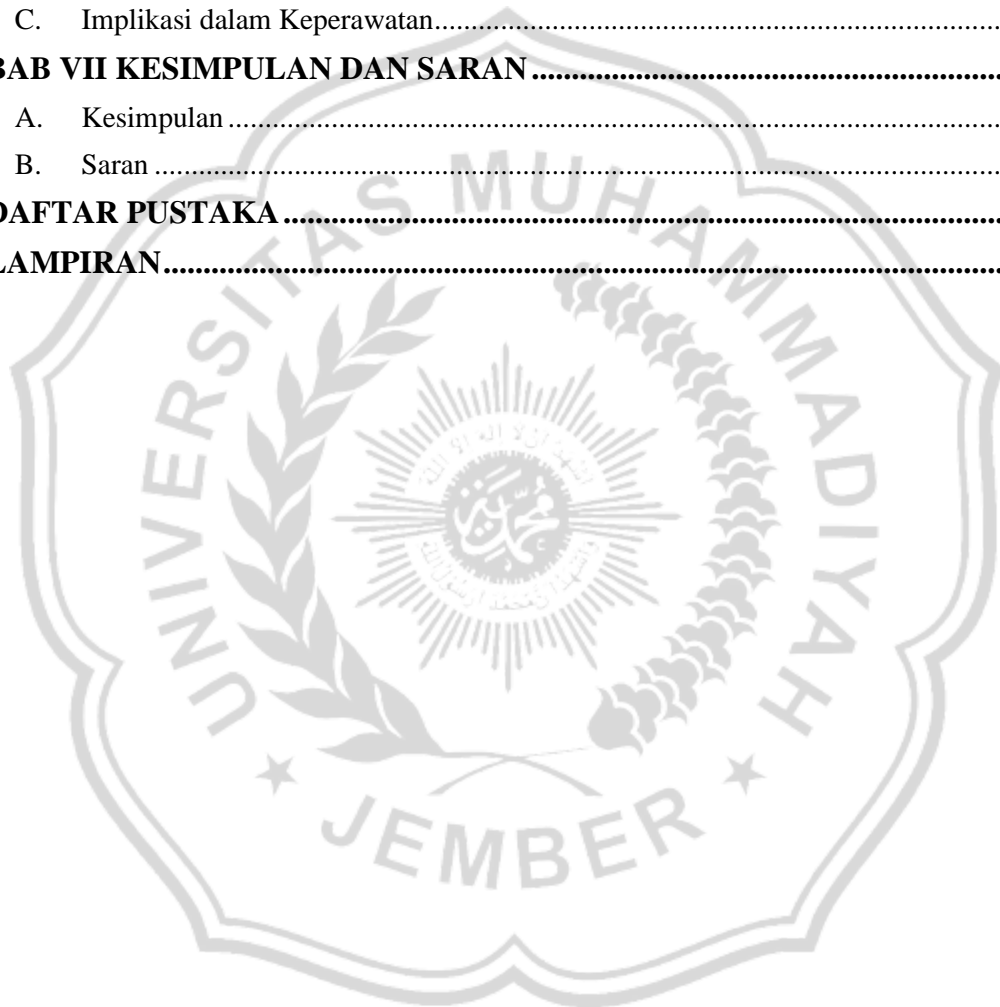 C. Implikasi dalam Keperawatan
BAB VII KESIMPULAN DAN SARAN
A. Kesimpulan
B. Saran
DAFTAR PUSTAKA
LAMPIRAN
UNIVERSITAS MUHAMMADIYAH
JEMBER